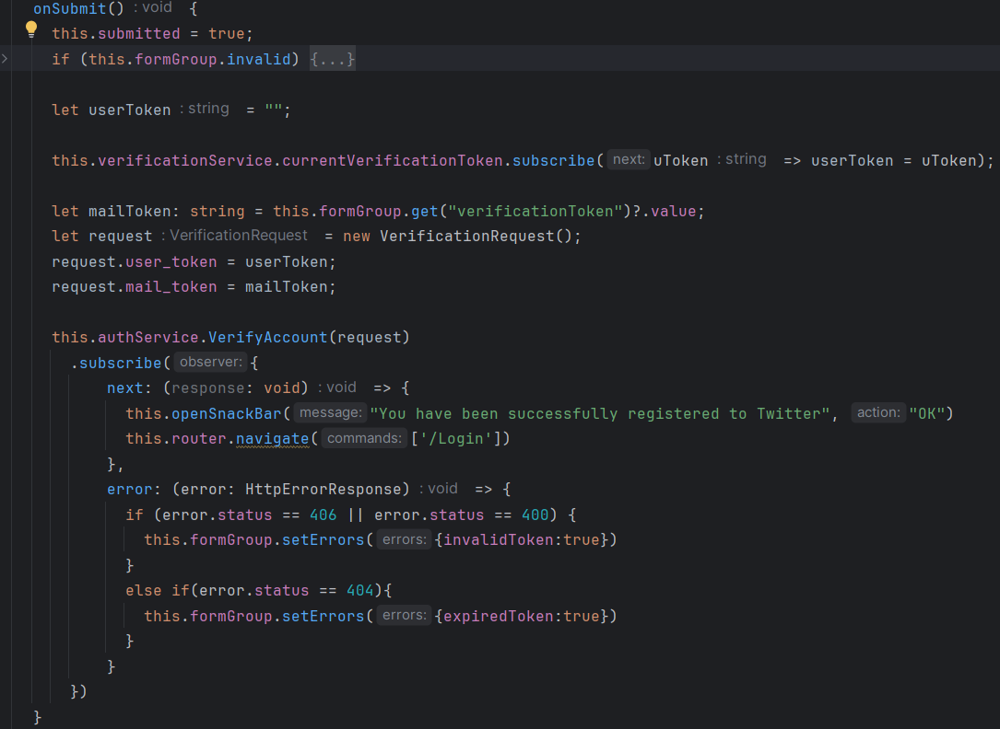 onSubmit() : void {
this.submitted = true;
if (this.formGroup.invalid) {...}
let userToken : string = "";
this.verificationService.currentVerificationToken.subscribe( next: uToken : string => userToken = uToken);
let mailToken: string = this.formGroup.get("verificationToken")?.value;
let request : VerificationRequest = new VerificationRequest();
request.user_token = userToken;
request.mail_token = mailToken;
this.authService.VerifyAccount(request)
.subscribe( observer: {
next: (response: void) : void => {
this.openSnackBar( message: "You have been successfully registered to Twitter", action: "OK")
this.router.navigate( commands: ['/Login'])
},
error: (error: HttpErrorResponse) : void => {
if (error.status == 406 || error.status == 400) {
this.formGroup.setErrors( errors: {invalidToken:true})
}
else if(error.status == 404){
this.formGroup.setErrors( errors: {expiredToken:true})
}
}
})
}